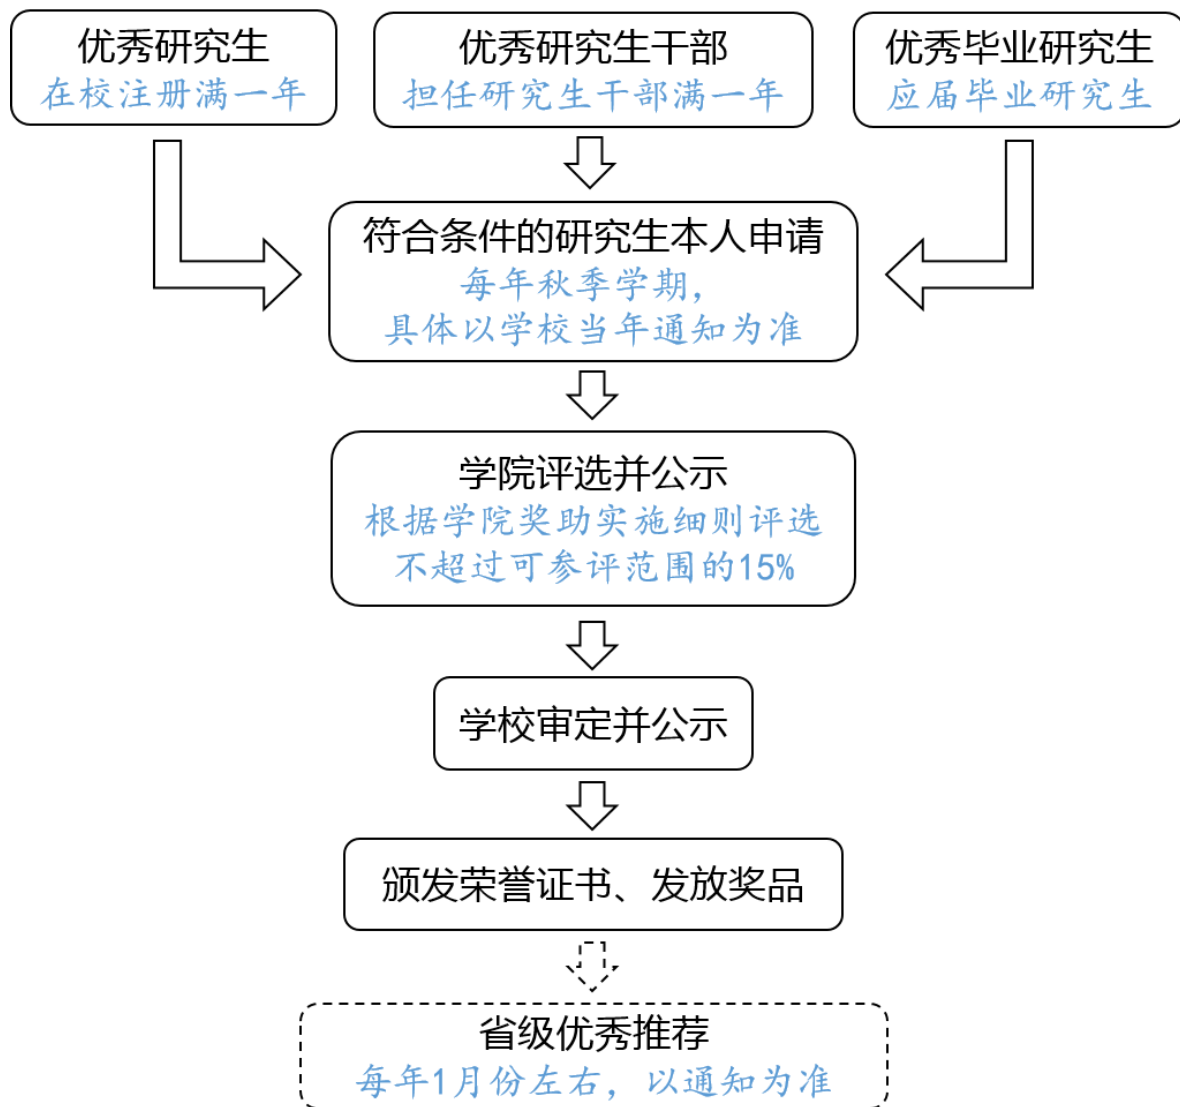 优秀研究生
在校注册满一年
优秀研究生干部
担任研究生干部满一年
优秀毕业研究生
应届毕业研究生
符合条件的研究生本人申请
每年秋季学期，
具体以学校当年通知为准
学院评选并公示
根据学院奖助实施细则评选
不超过可参评范围的15%
学校审定并公示
颁发荣誉证书、发放奖品
省级优秀推荐
每年1月份左右，以通知为准